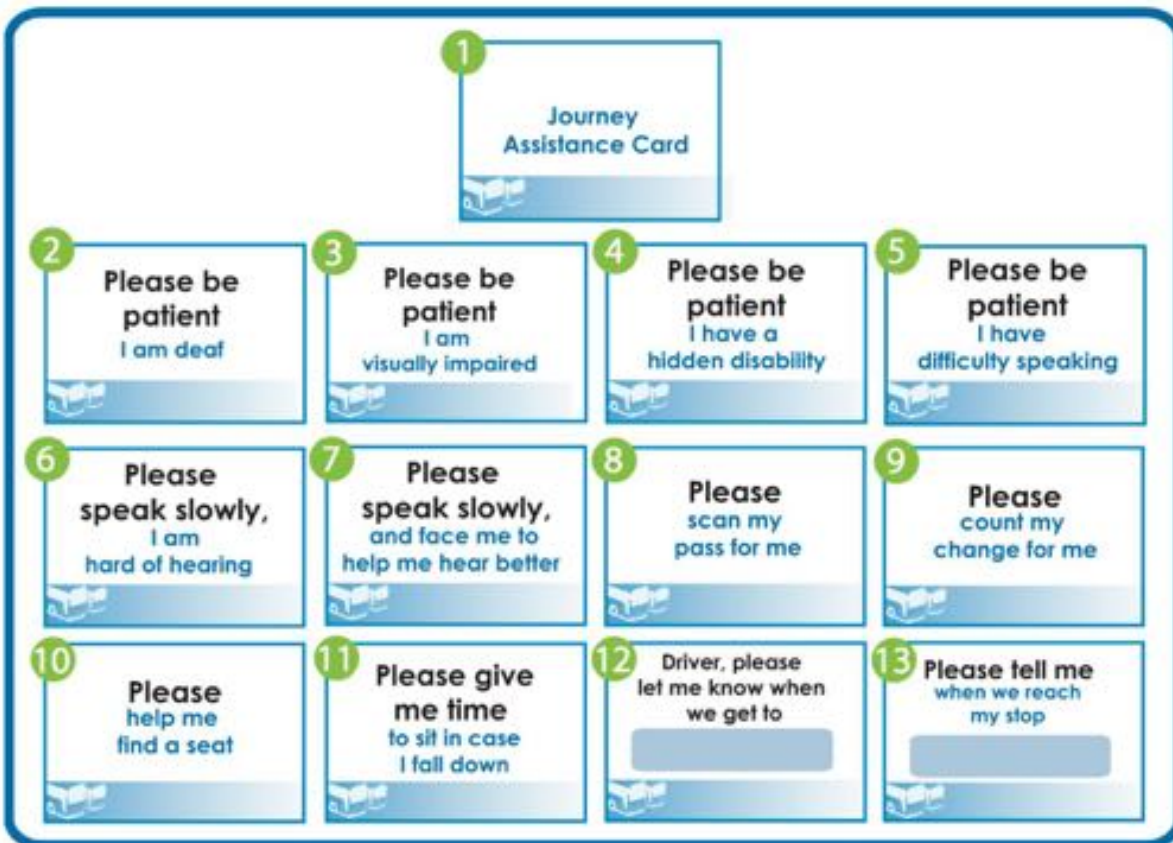 1
Journey
Assistance Card
2
Please be
patient
I am deaf
3
Please be
patient
I am
visually impaired
4
Please be
patient
I have a
hidden disability
5
Please be
patient
I have
difficulty speaking
6
Please
speak slowly,
I am
hard of hearing
7
Please
speak slowly,
and face me to
help me hear better
8
Please
scan my
pass for me
9
Please
count my
change for me
10
Please
help me
find a seat
11
Please give
me time
to sit in case
I fall down
12
Driver, please
let me know when
we get to
13
Please tell me
when we reach
my stop